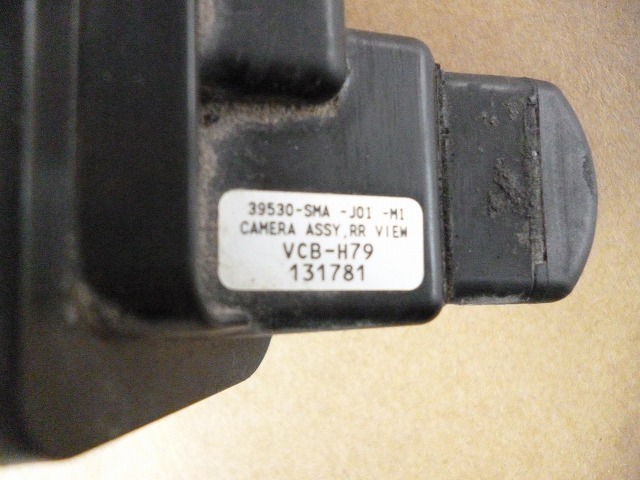 39530-SMA -J01 -M1
CAMERA ASSY,RR VIEW
VCB-H79
131781